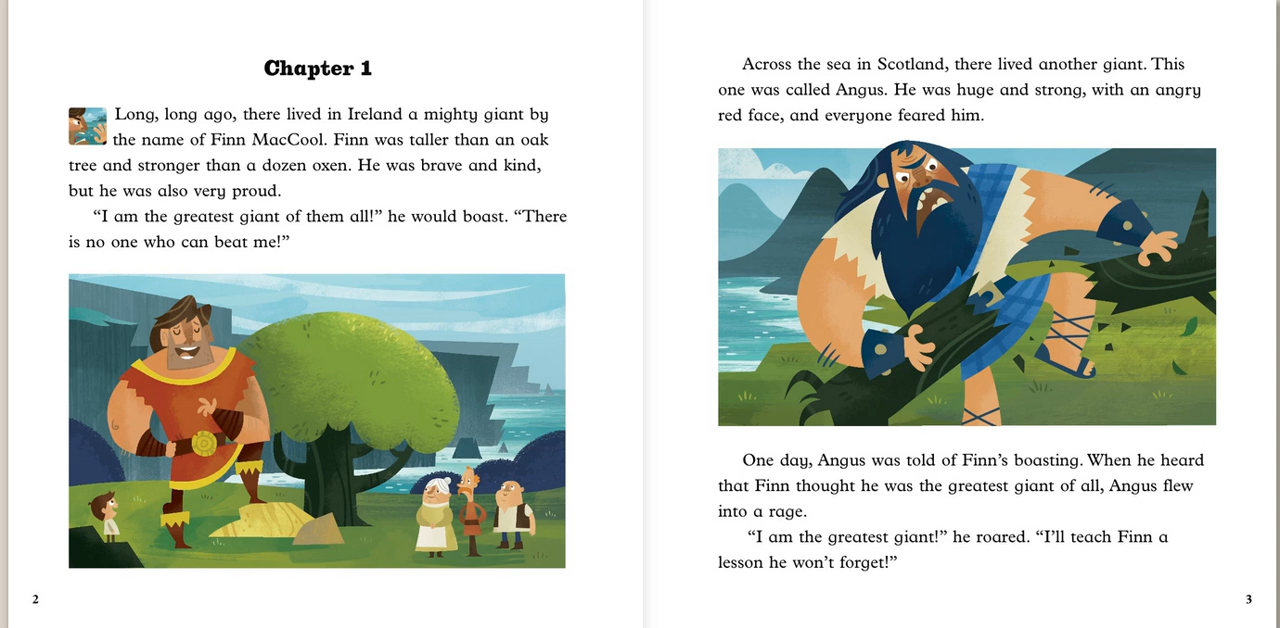 Chapter 1
Long, long ago, there lived in Ireland a mighty giant by
the name of Finn MacCool. Finn was taller than an oak
tree and stronger than a dozen oxen. He was brave and kind,
but he was also very proud.
“I am the greatest giant of them all!” he would boast. “There
is no one who can beat me!”
2
Across the sea in Scotland, there lived another giant. This
one was called Angus. He was huge and strong, with an angry
red face, and everyone feared him.
One day, Angus was told of Finn’s boasting. When he heard
that Finn thought he was the greatest giant of all, Angus flew
into a rage.
“I am the greatest giant!” he roared. “I’ll teach Finn a
lesson he won’t forget!”
3